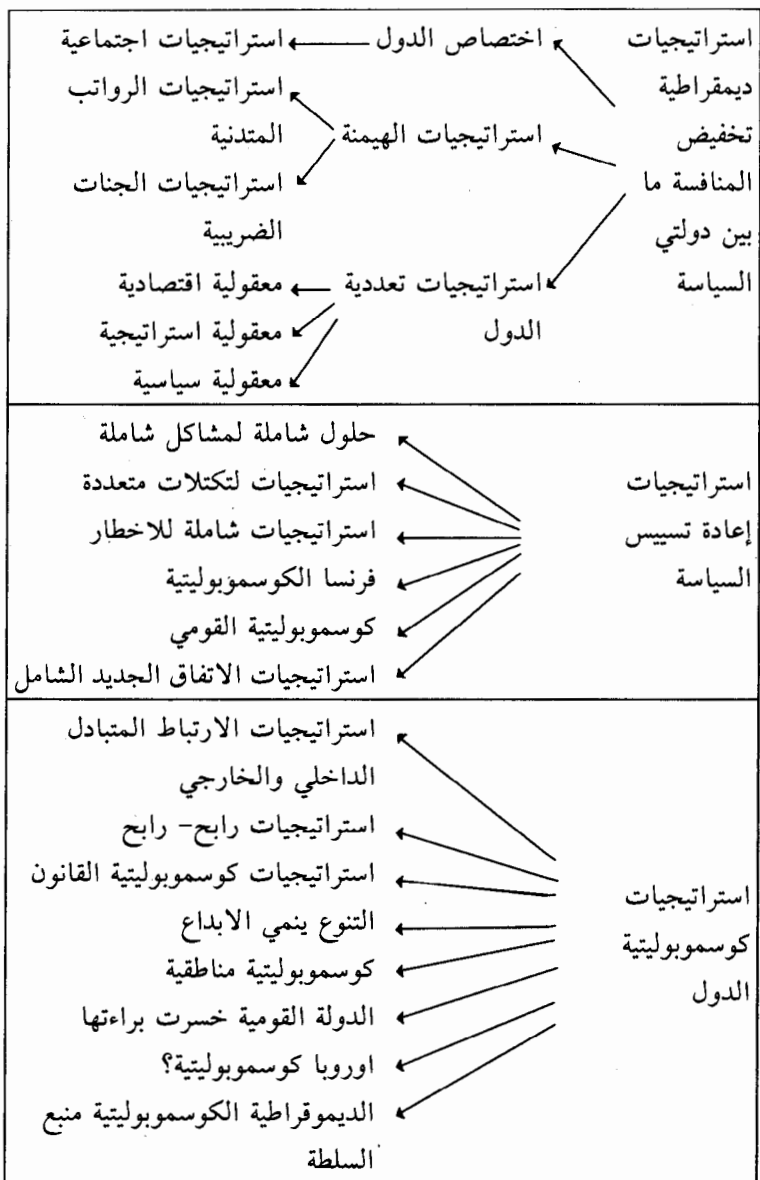 استراتيجيات
ديمقراطية
تخفيض
المنافسة ما
بين دولتي
السياسة
اختصاص الدول
استراتيجيات اجتماعية
استراتيجيات الهيمنة
استراتيجيات الرواتب
المتدنية
استراتيجيات الجنات
الضريبية
استراتيجيات تعددية
الدول
معقولية اقتصادية
معقولية استراتيجية
معقولية سياسية
استراتيجيات
إعادة تسييس
السياسة
حلول شاملة لمشاكل شاملة
استراتيجيات لتكتلات متعددة
استراتيجيات شاملة للاخطار
فرنسا الكوسموبوليتية
كوسموبوليتية القومي
استراتيجيات الاتفاق الجديد الشامل
استراتيجيات
كوسموبوليتية
الدول
استراتيجيات الارتباط المتبادل
الداخلي والخارجي
استراتيجيات رابح- رابح
استراتيجيات كوسموبوليتية القانون
التنوع ينمي الابداع
كوسموبوليتية مناطقية
الدولة القومية خسرت براءتها
اوروبا كوسموبوليتية؟
الديموقراطية الكوسموبوليتية منبع
السلطة